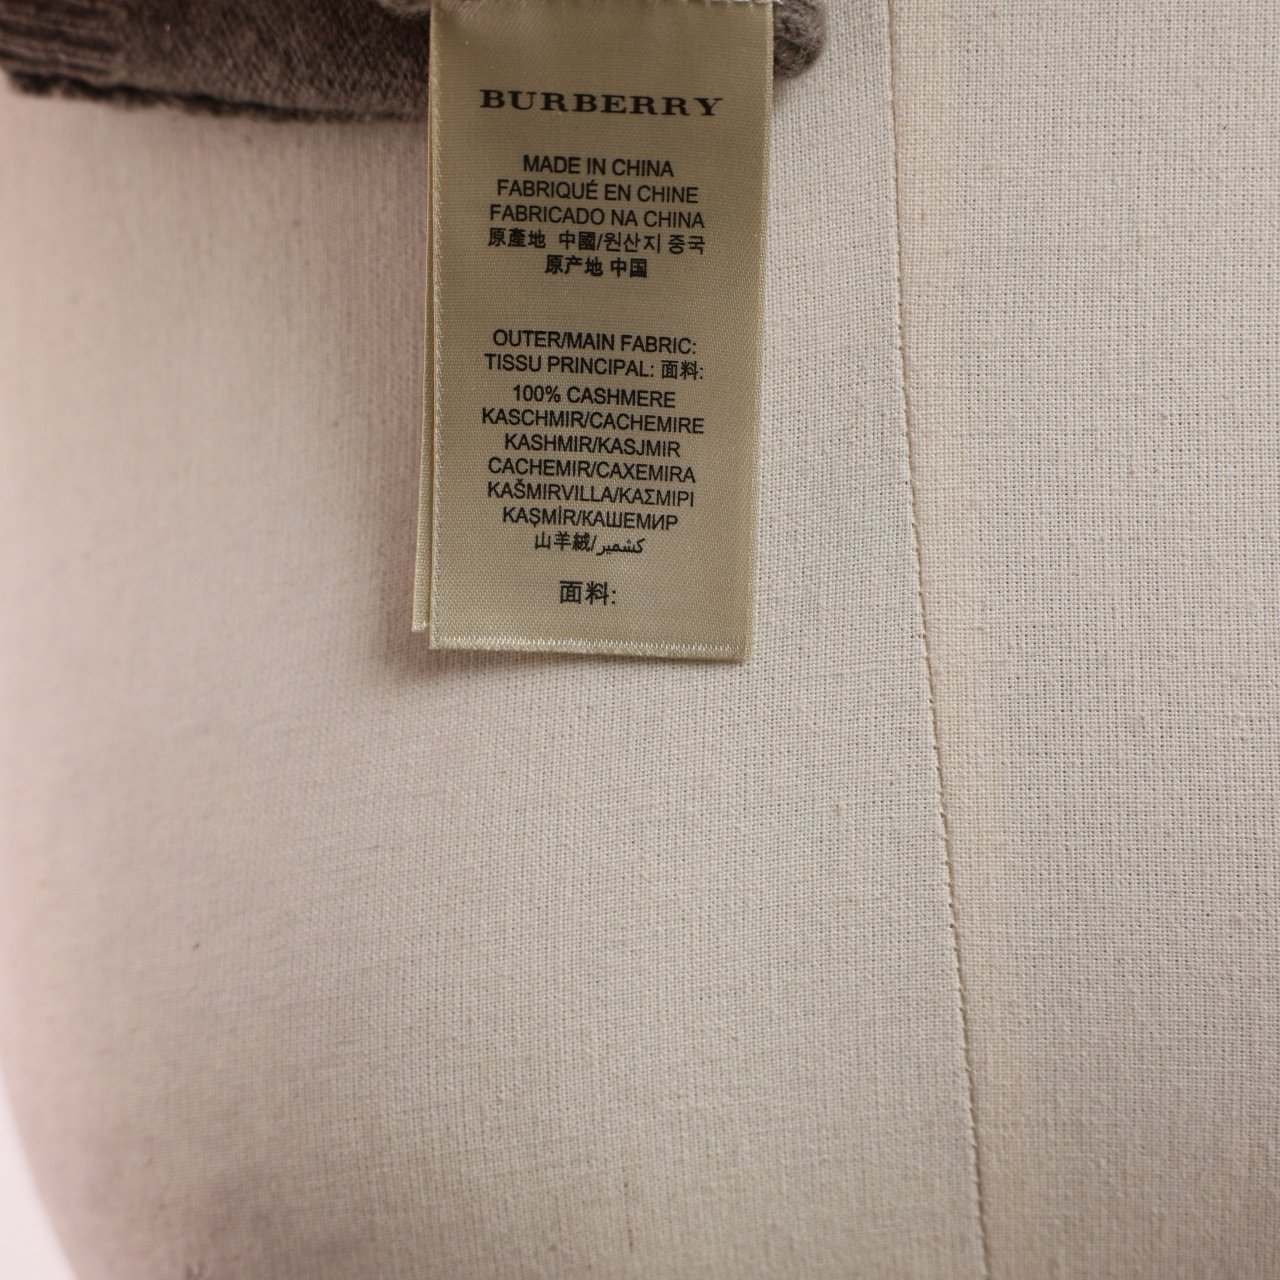 BURBERRY
MADE IN CHINA
FABRIQUÉ EN CHINE
FABRICADO NA CHINA
原產地 中國/원산지 중국
原产地 中国
OUTER/MAIN FABRIC:
TISSU PRINCIPAL: 面料:
100% CASHMERE
KASCHMIR/CACHEMIRE
KASHMIR/KASJMIR
CACHEMIR/CAXEMIRA
KAŠMIRVILLA/ΚΑΣΜΙΡΙ
KAŞMİR/КАШЕМИР
山羊絨/كشمير
面料: